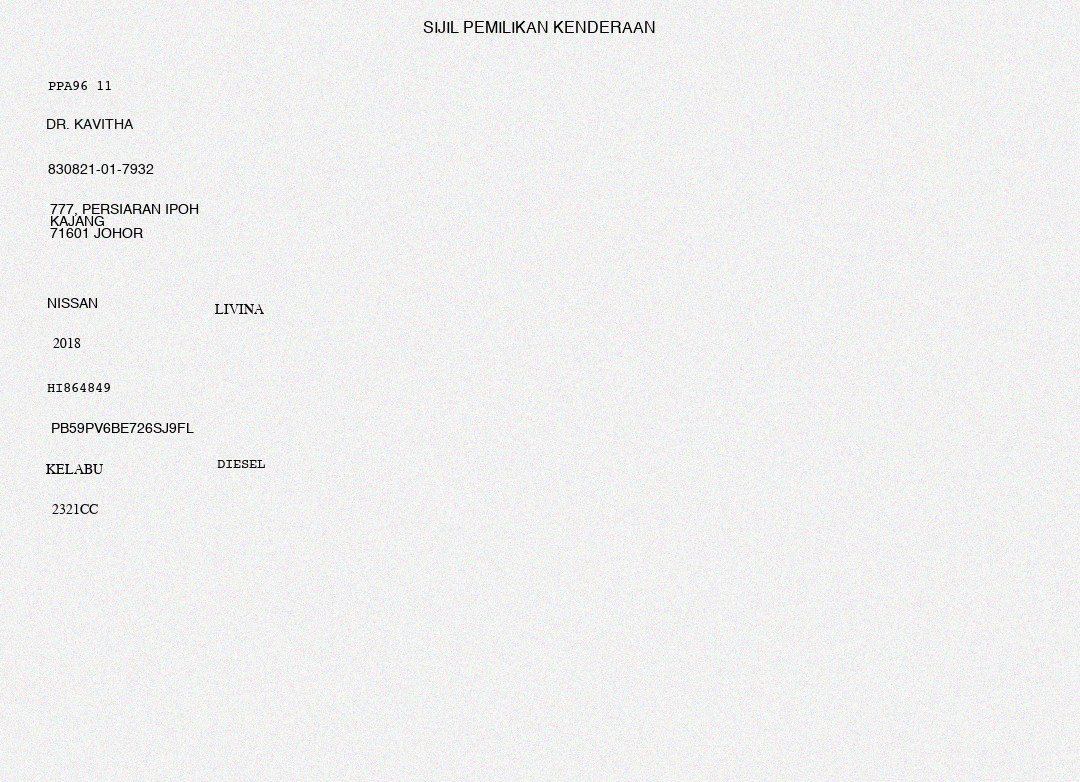 SIJIL PEMILIKAN KENDERAAN
PPA96 11
DR. KAVITHA
830821-01-7932
777, PERSIARAN IPOH
KAJANG
71601 JOHOR
NISSAN LIVINA
2018
HI864849
PB59PV6BE726SJ9FL
KELABU DIESEL
2321CC